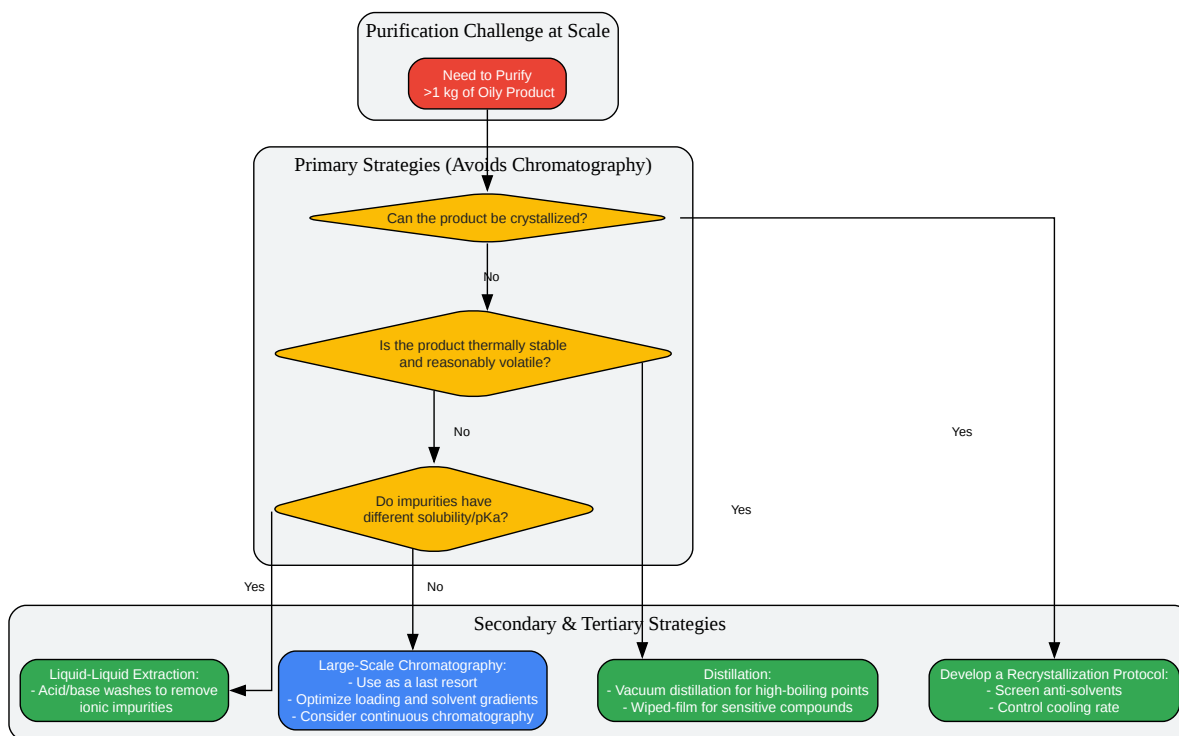 Purification Challenge at Scale
Need to Purify
>1 kg of Oily Product
Primary Strategies (Avoids Chromatography)
Can the product be crystallized?
No
Is the product thermally stable
and reasonably volatile?
No
Yes
Do impurities have
different solubility/pKa?
Yes
Yes
No
Secondary & Tertiary Strategies
Liquid-Liquid Extraction:
- Acid/base washes to remove
ionic impurities
Large-Scale Chromatography:
- Use as a last resort
- Optimize loading and solvent gradients
- Consider continuous chromatography
Distillation:
- Vacuum distillation for high-boiling points
- Wiped-film for sensitive compounds
Develop a Recrystallization Protocol:
- Screen anti-solvents
- Control cooling rate